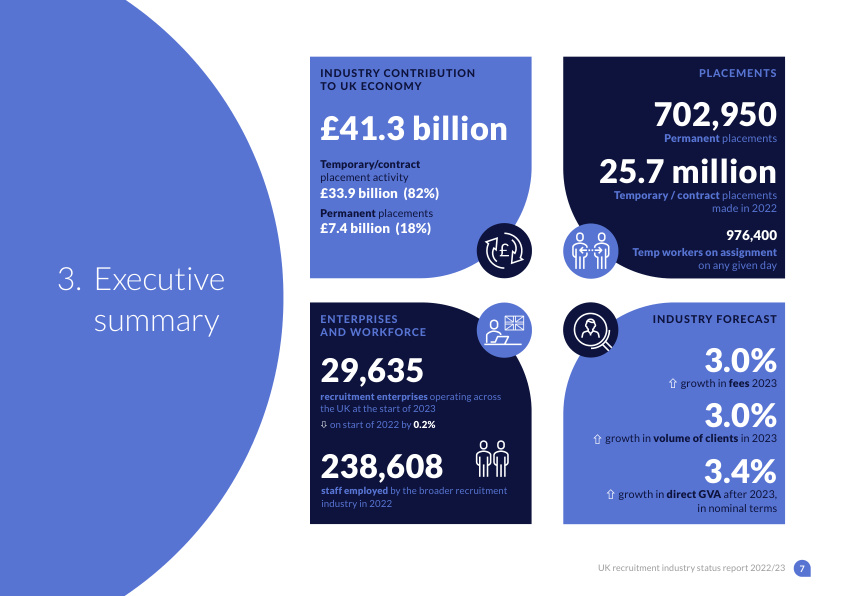 3. Executive
summary
INDUSTRY CONTRIBUTION
TO UK ECONOMY
£41.3 billion
Temporary/contract
placement activity
£33.9 billion (82%)
Permanent placements
£7.4 billion (18%)
£
PLACEMENTS
702,950
Permanent placements
25.7 million
Temporary / contract placements
made in 2022
976,400
Temp workers on assignment
on any given day
ENTERPRISES
AND WORKFORCE
29,635
recruitment enterprises operating across
the UK at the start of 2023
⇩ on start of 2022 by 0.2%
238,608
staff employed by the broader recruitment
industry in 2022
INDUSTRY FORECAST
3.0%
⇧ growth in fees 2023
3.0%
⇧ growth in volume of clients in 2023
3.4%
⇧ growth in direct GVA after 2023,
in nominal terms
UK recruitment industry status report 2022/23 7